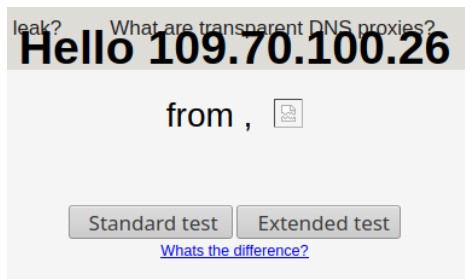 leak? What are transparent DNS proxies?
Hello 109.70.100.26
from ,
Standard test Extended test
Whats the difference?